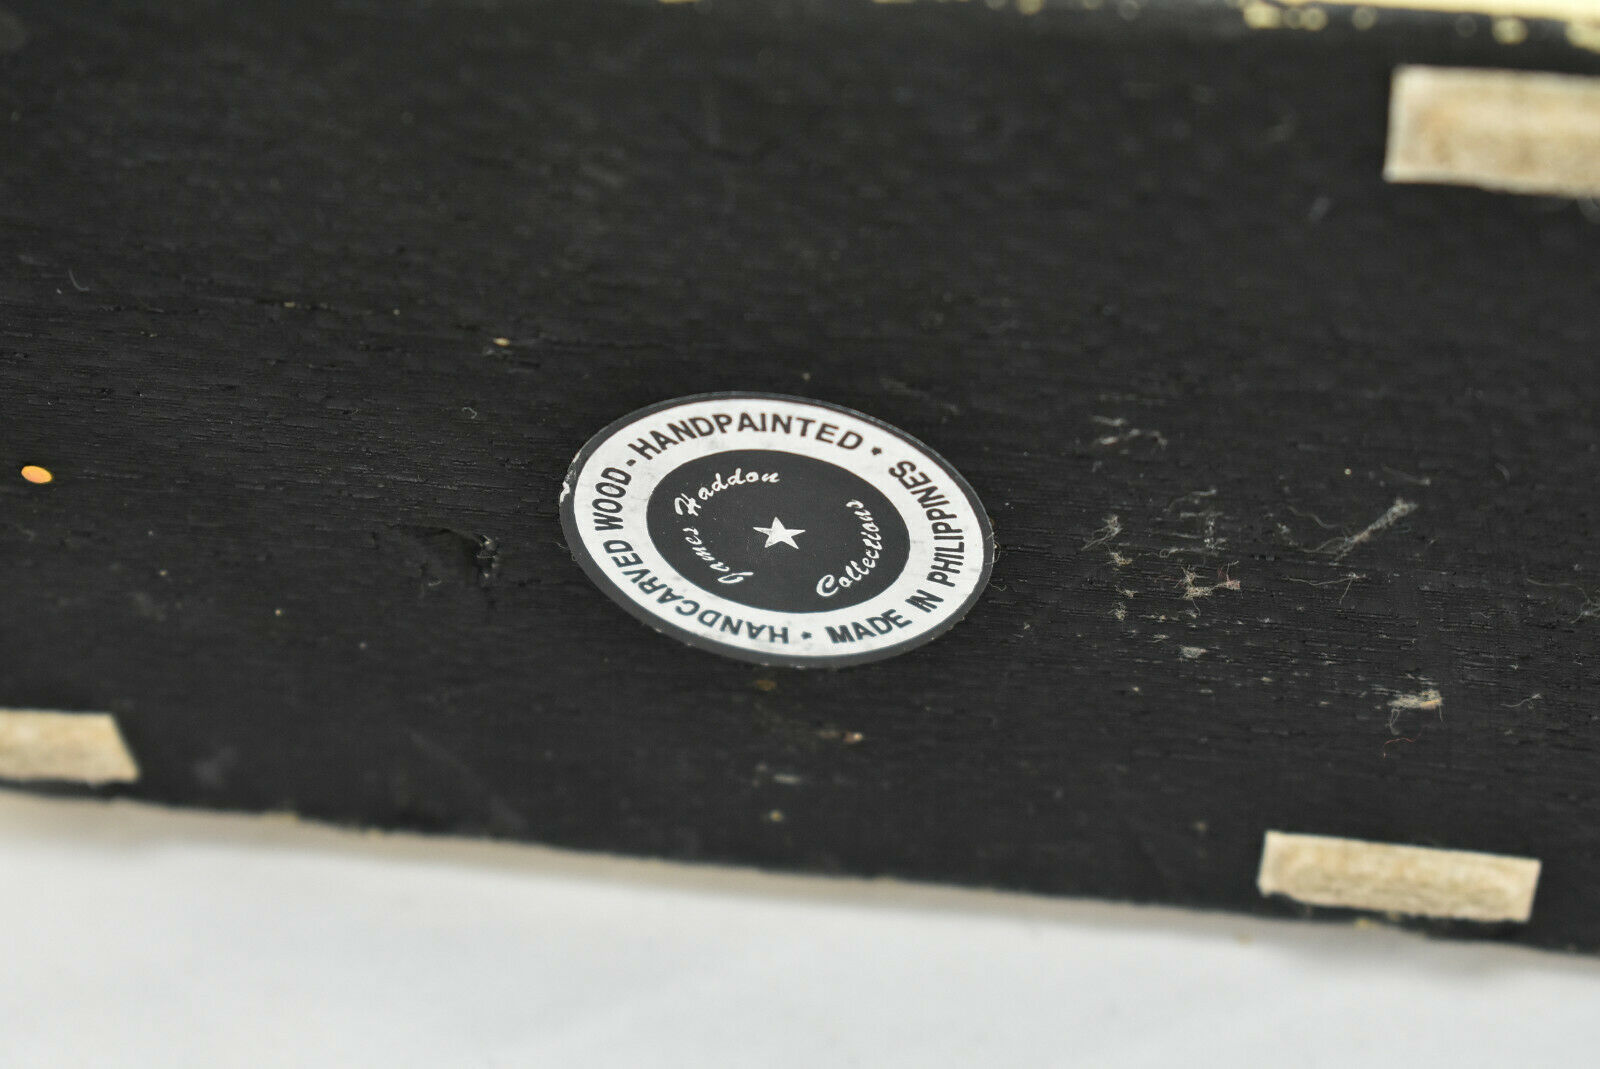 HANDCARVED WOOD - HANDPAINTED • MADE IN PHILIPPINES •
James Haddon
Collections